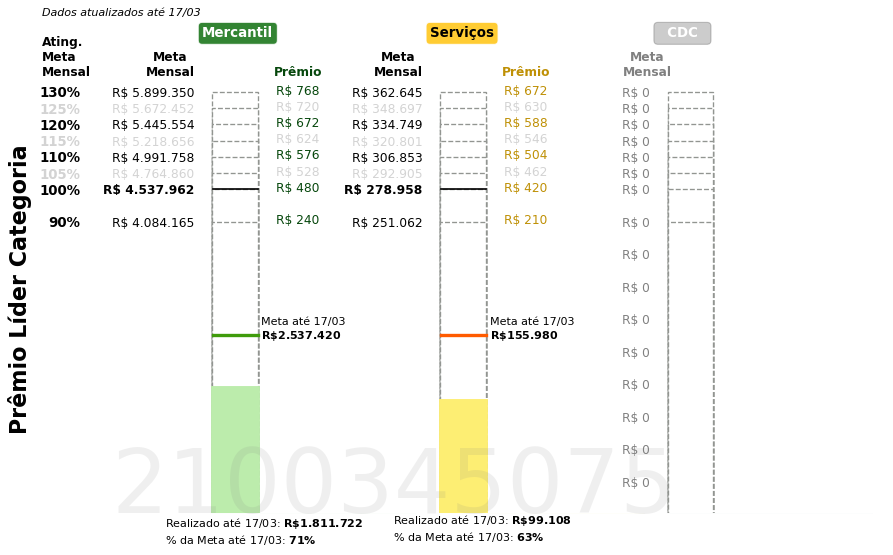 Dados atualizados até 17/03
Mercantil Serviços CDC
Ating. Meta Mensal Meta Mensal Prêmio Meta Mensal Prêmio Meta Mensal
130% R$ 5.899.350 R$ 768 R$ 362.645 R$ 672 R$ 0
125% R$ 5.672.452 R$ 720 R$ 348.697 R$ 630 R$ 0
120% R$ 5.445.554 R$ 672 R$ 334.749 R$ 588 R$ 0
115% R$ 5.218.656 R$ 624 R$ 320.801 R$ 546 R$ 0
110% R$ 4.991.758 R$ 576 R$ 306.853 R$ 504 R$ 0
105% R$ 4.764.860 R$ 528 R$ 292.905 R$ 462 R$ 0
100% R$ 4.537.962 R$ 480 R$ 278.958 R$ 420 R$ 0
90% R$ 4.084.165 R$ 240 R$ 251.062 R$ 210 R$ 0
R$ 0
R$ 0
R$ 0
R$ 0
R$ 0
R$ 0
R$ 0
R$ 0
Meta até 17/03 Meta até 17/03
R$2.537.420 R$155.980
Prêmio Líder Categoria
2100345075
Realizado até 17/03: R$1.811.722 Realizado até 17/03: R$99.108
% da Meta até 17/03: 71% % da Meta até 17/03: 63%